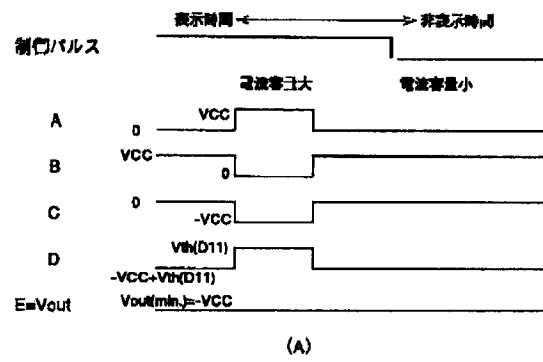 表示時間 非表示時間
制御パルス
電流容量大 電流容量小
VCC
A
0
VCC
B
0
0
C
-VCC
Vth(D11)
D
-VCC+Vth(D11)
E=Vout Vout(min.)=-VCC
(A)